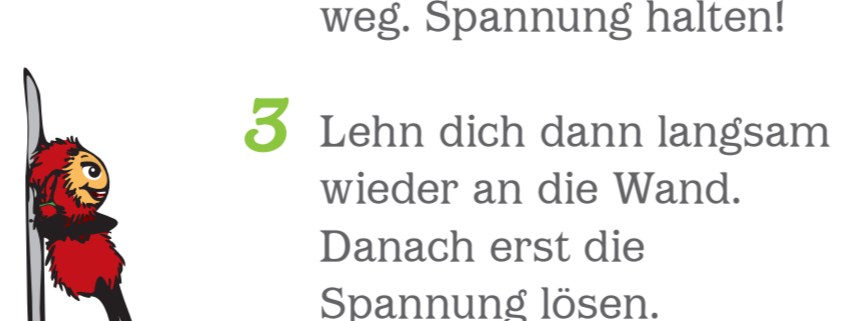 weg. Spannung halten!
3 Lehn dich dann langsam
wieder an die Wand.
Danach erst die
Spannung lösen.